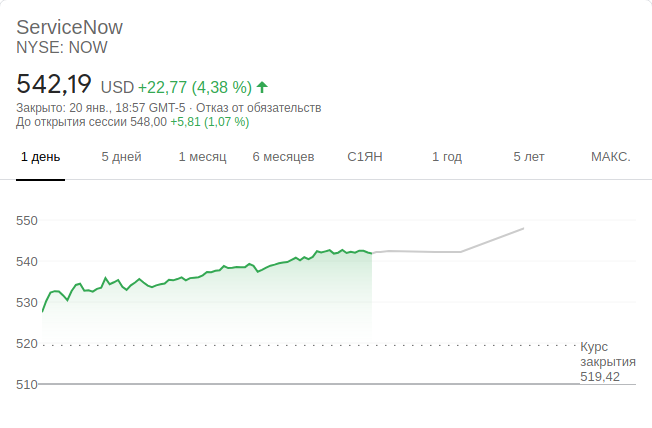 ServiceNow
NYSE: NOW
542,19 USD +22,77 (4,38 %)
Закрыто: 20 янв., 18:57 GMT-5 · Отказ от обязательств
До открытия сессии 548,00 +5,81 (1,07 %)
1 день 5 дней 1 месяц 6 месяцев С1ЯН 1 год 5 лет МАКС.
550
540
530
520
Курс
закрытия
519,42
510